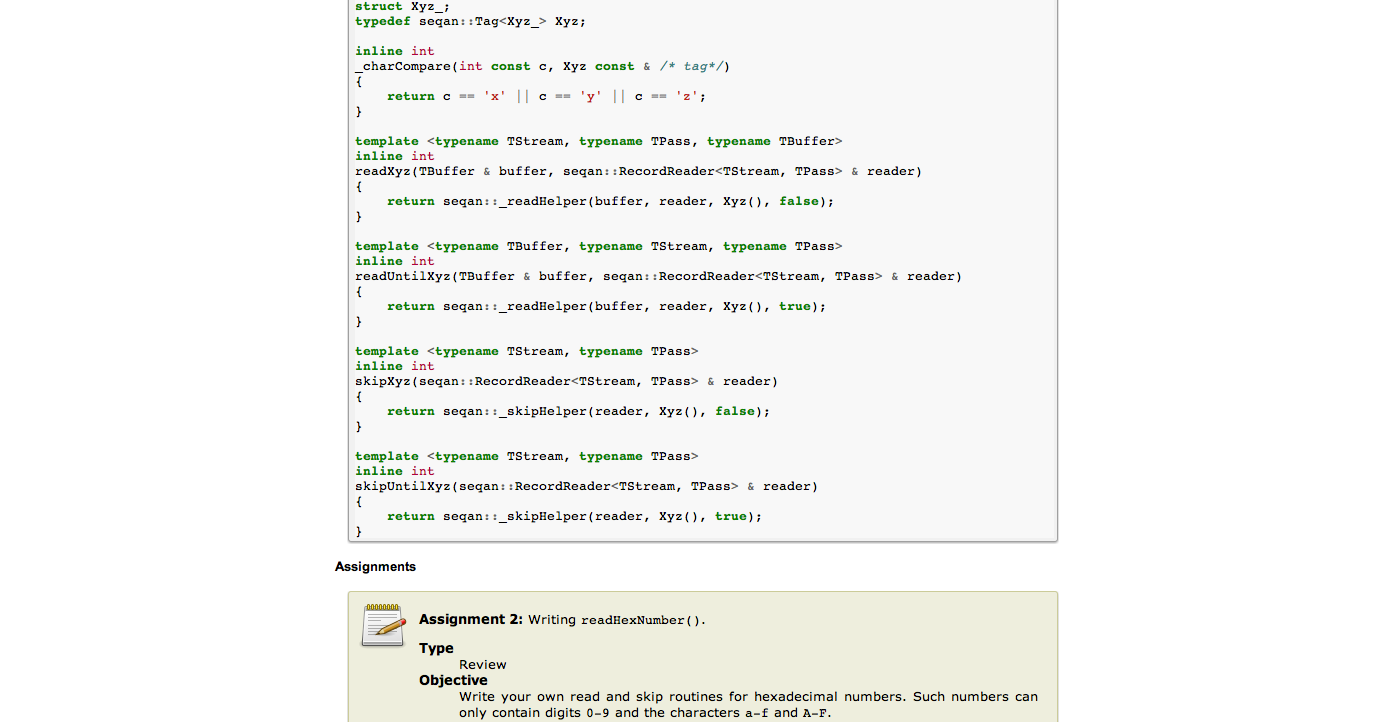 struct Xyz_;
typedef seqan::Tag<Xyz_> Xyz;
inline int
_charCompare(int const c, Xyz const & /* tag*/)
{
    return c == 'x' || c == 'y' || c == 'z';
}
template <typename TStream, typename TPass, typename TBuffer>
inline int
readXyz(TBuffer & buffer, seqan::RecordReader<TStream, TPass> & reader)
{
    return seqan::_readHelper(buffer, reader, Xyz(), false);
}
template <typename TBuffer, typename TStream, typename TPass>
inline int
readUntilXyz(TBuffer & buffer, seqan::RecordReader<TStream, TPass> & reader)
{
    return seqan::_readHelper(buffer, reader, Xyz(), true);
}
template <typename TStream, typename TPass>
inline int
skipXyz(seqan::RecordReader<TStream, TPass> & reader)
{
    return seqan::_skipHelper(reader, Xyz(), false);
}
template <typename TStream, typename TPass>
inline int
skipUntilXyz(seqan::RecordReader<TStream, TPass> & reader)
{
    return seqan::_skipHelper(reader, Xyz(), true);
}
Assignments
Assignment 2: Writing readHexNumber().
Type
Review
Objective
Write your own read and skip routines for hexadecimal numbers. Such numbers can
only contain digits 0-9 and the characters a-f and A-F.